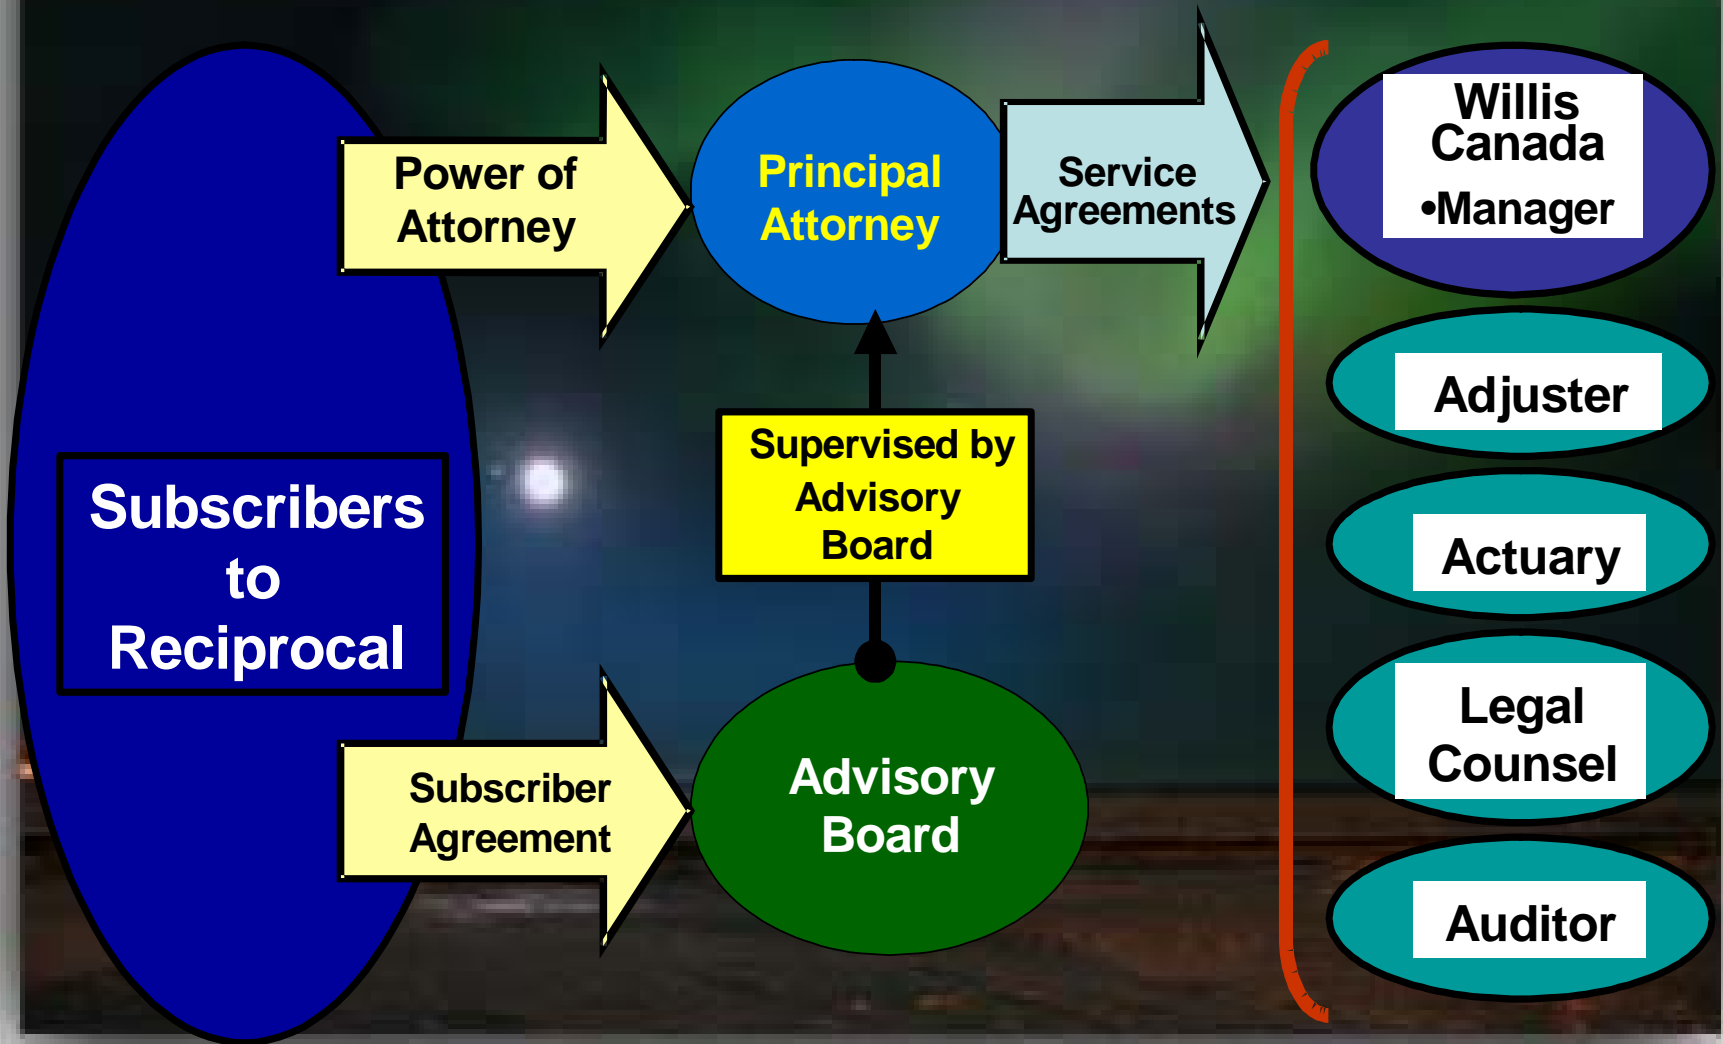 Subscribers
to
Reciprocal
Power of
Attorney
Subscriber
Agreement
Principal
Attorney
Supervised by
Advisory
Board
Advisory
Board
Service
Agreements
Willis
Canada
•Manager
Adjuster
Actuary
Legal
Counsel
Auditor